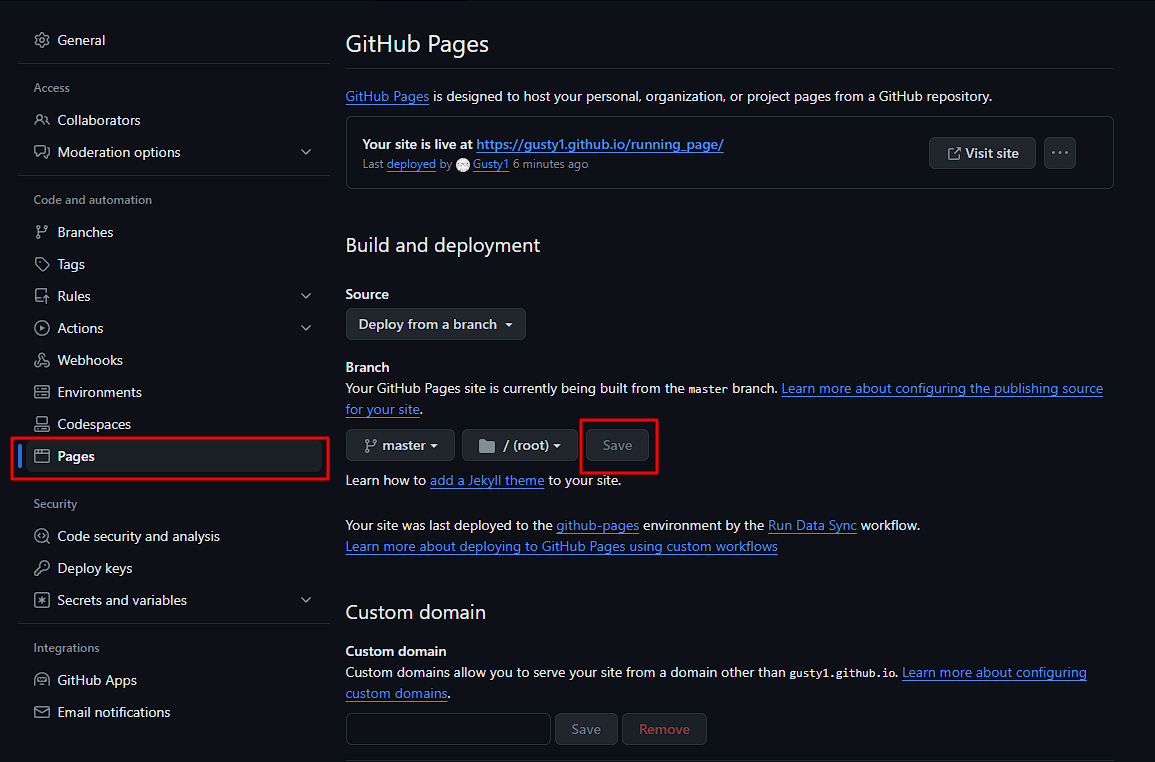 General
Access
Collaborators
Moderation options
Code and automation
Branches
Tags
Rules
Actions
Webhooks
Environments
Codespaces
Pages
Security
Code security and analysis
Deploy keys
Secrets and variables
Integrations
GitHub Apps
Email notifications
GitHub Pages
GitHub Pages is designed to host your personal, organization, or project pages from a GitHub repository.
Your site is live at https://gusty1.github.io/running_page/
Last deployed by Gusty1 6 minutes ago
Visit site
Build and deployment
Source
Deploy from a branch
Branch
Your GitHub Pages site is currently being built from the master branch. Learn more about configuring the publishing source
for your site.
master / (root) Save
Learn how to add a Jekyll theme to your site.
Your site was last deployed to the github-pages environment by the Run Data Sync workflow.
Learn more about deploying to GitHub Pages using custom workflows
Custom domain
Custom domain
Custom domains allow you to serve your site from a domain other than gusty1.github.io. Learn more about configuring
custom domains.
Save Remove